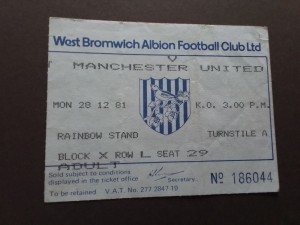 West Bromwich Albion Football Club Ltd
V
MANCHESTER UNITED
MON 28 12 81 K.O. 3.00 P.M.
RAINBOW STAND TURNSTILE A
BLOCK X ROW L SEAT 29
ADULT
Sold subject to conditions
displayed in the ticket office
Secretary.
To be retained V.A.T. No. 277 3847 19
No 186044